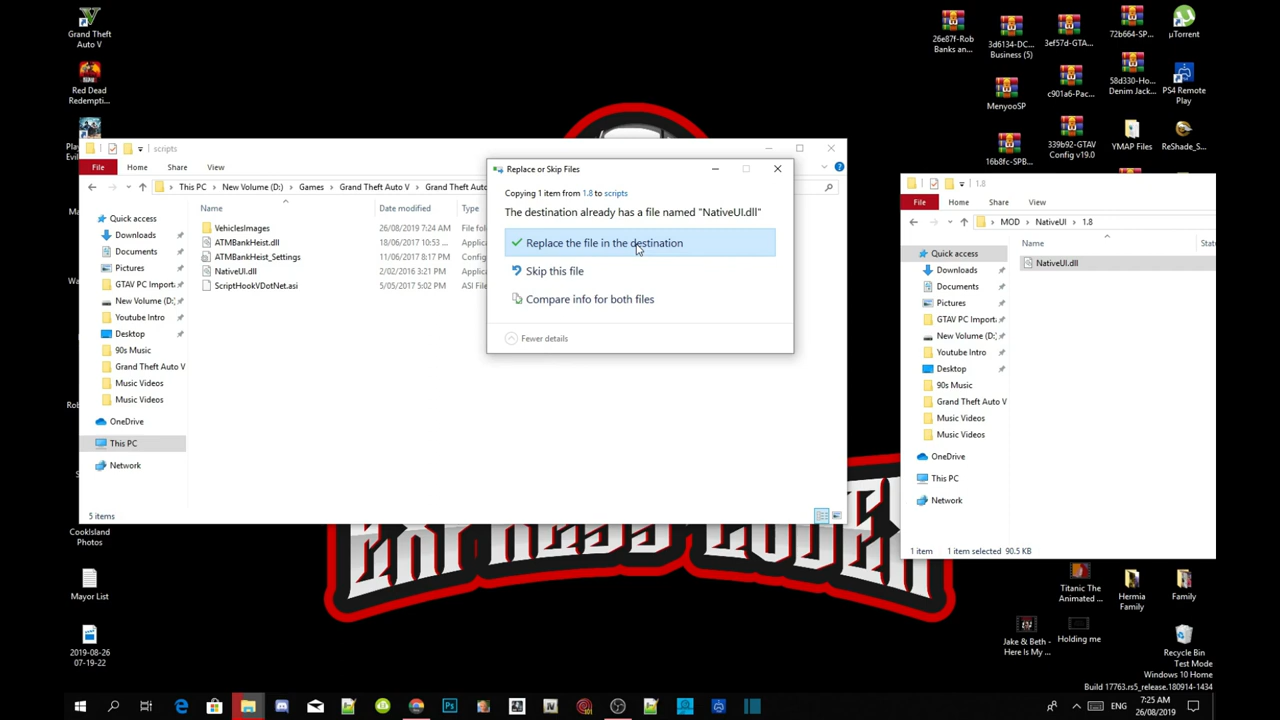 Grand Theft
Auto V
Red Dead
Redempti...
26e87f-Rob
Banks an...
3d6134-DC...
Business (5)
3ef57d-GTA...
72b664-SP...
µTorrent
MenyooSP
c901a6-Pac...
58d30-Ho...
Denim Jack...
PS4 Remote
Play
16b8fc-SPB...
339b92-GTAV
Config v19.0
YMAP Files
ReShade_S...
scripts
File
Home
Share
View
This PC
New Volume (D:)
Games
Grand Theft Auto V
Grand Theft Auto
Name
Date modified
Type
Quick access
Downloads
Documents
Pictures
GTAV PC Import
New Volume (D:)
Youtube Intro
Desktop
90s Music
Grand Theft Auto V
Music Videos
Music Videos
OneDrive
This PC
Network
VehiclesImages 26/08/2019 7:24 AM File fol
ATMBankHeist.dll 18/06/2017 10:53 ... Applica
ATMBankHeist_Settings 11/06/2017 8:17 PM Config
NativeUI.dll 2/02/2016 3:21 PM Applica
ScriptHookVDotNet.asi 5/05/2017 5:02 PM ASI File
5 items
Replace or Skip Files
Copying 1 item from 1.8 to scripts
The destination already has a file named "NativeUI.dll"
Replace the file in the destination
Skip this file
Compare info for both files
Fewer details
1.8
File
Home
Share
View
MOD
NativeUI
1.8
Name
Statu
Quick access
Downloads
Documents
Pictures
GTAV PC Import
New Volume (D:
Youtube Intro
Desktop
90s Music
Grand Theft Auto V
Music Videos
Music Videos
OneDrive
This PC
Network
NativeUI.dll
1 item
1 item selected 90.5 KB
EXPRESS
CookIsland
Photos
Mayor List
2019-08-26
07-19-22
Titanic The
Animated ...
Hermia
Family
Family
Jake & Beth -
Here Is My ...
Holding me
Recycle Bin
Test Mode
Windows 10 Home
Build 17763.rs5_release.180914-1434
ENG
7:25 AM
26/08/2019